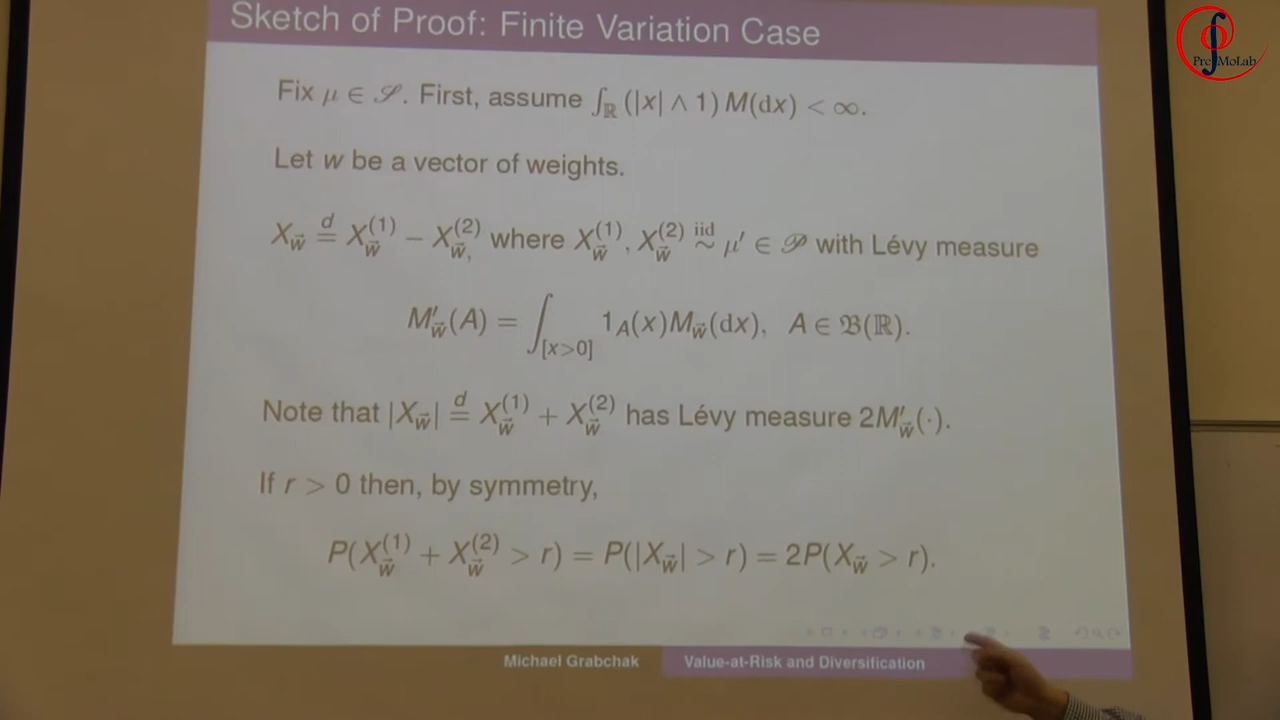 Sketch of Proof: Finite Variation Case
PreMoLab
Fix μ ∈ 𝒮. First, assume ∫_ℝ (|x| ∧ 1) M(dx) < ∞.
Let w be a vector of weights.
X_w⃗ =^d X_w⃗^(1) − X_w⃗,^(2) where X_w⃗^(1), X_w⃗^(2) ~^iid μ′ ∈ 𝒫 with Lévy measure
M′_w⃗(A) = ∫_[x>0] 1_A(x)M_w⃗(dx), A ∈ 𝔅(ℝ).
Note that |X_w⃗| =^d X_w⃗^(1) + X_w⃗^(2) has Lévy measure 2M′_w⃗(·).
If r > 0 then, by symmetry,
P(X_w⃗^(1) + X_w⃗^(2) > r) = P(|X_w⃗| > r) = 2P(X_w⃗ > r).
Michael Grabchak Value-at-Risk and Diversification